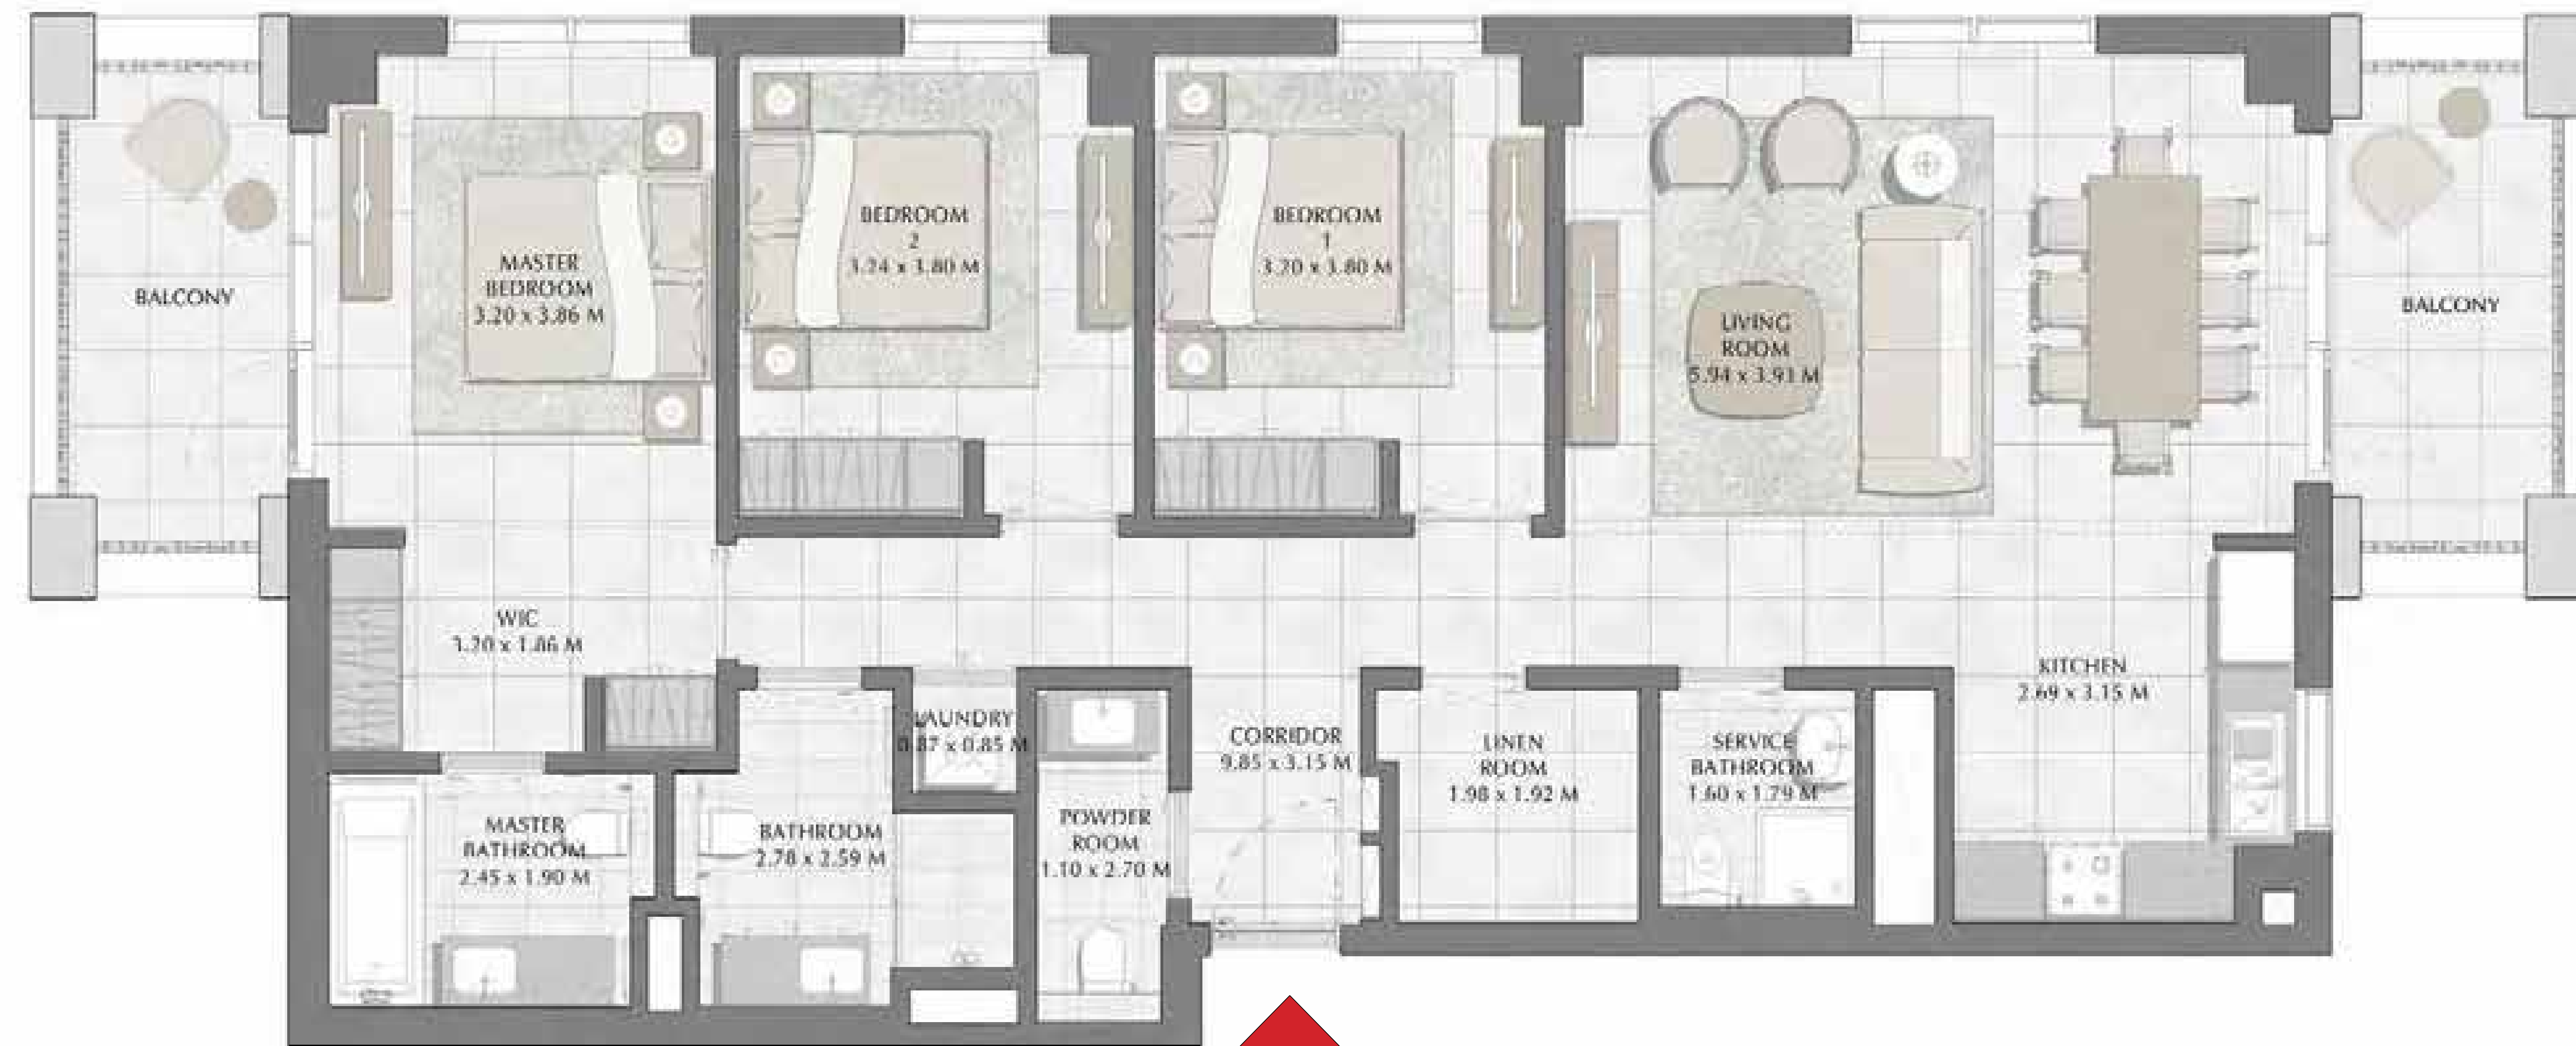 BALCONY
MASTER
BEDROOM
3.20 x 3.86 M
BEDROOM
2
3.24 x 3.80 M
BEDROOM
1
3.20 x 3.80 M
LIVING
ROOM
5.94 x 3.93 M
BALCONY
WIC
3.20 x 1.86 M
KITCHEN
2.69 x 3.15 M
LAUNDRY
0.87 x 0.85 M
CORRIDOR
9.85 x 3.15 M
LINEN
ROOM
1.98 x 1.92 M
SERVICE
BATHROOM
1.60 x 1.79 M
MASTER
BATHROOM
2.45 x 1.90 M
BATHROOM
2.78 x 2.59 M
POWDER
ROOM
1.10 x 2.70 M